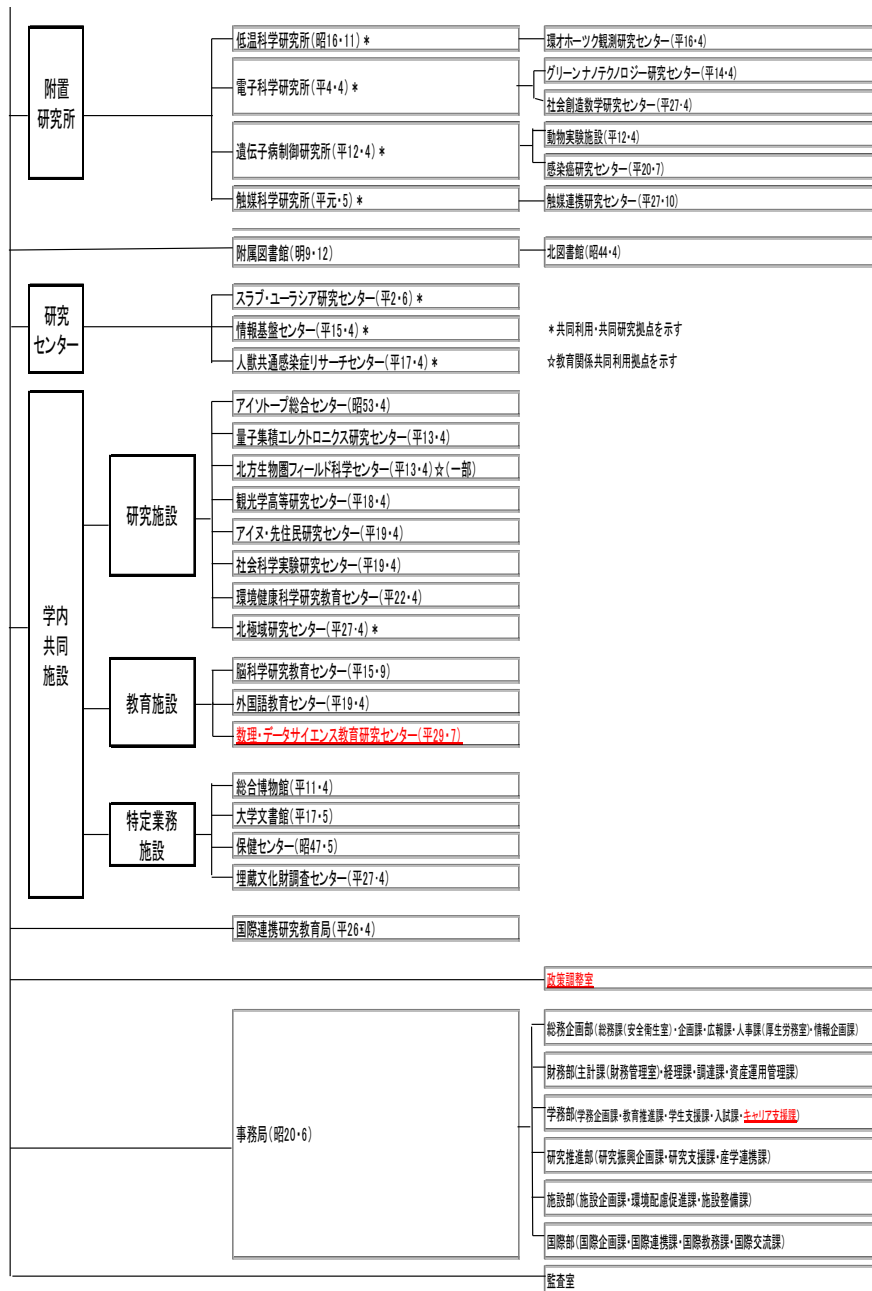 附置
研究所
低温科学研究所(昭16・11)*
環オホーツク観測研究センター(平16・4)
電子科学研究所(平4・4)*
グリーンナノテクノロジー研究センター(平14・4)
社会創造数学研究センター(平27・4)
遺伝子病制御研究所(平12・4)*
動物実験施設(平12・4)
感染癌研究センター(平20・7)
触媒科学研究所(平元・5)*
触媒連携研究センター(平27・10)
附属図書館(明9・12)
北図書館(昭44・4)
研究
センター
スラブ・ユーラシア研究センター(平2・6)*
情報基盤センター(平15・4)*
人獣共通感染症リサーチセンター(平17・4)*
*共同利用・共同研究拠点を示す
☆教育関係共同利用拠点を示す
学内
共同
施設
研究施設
アイソトープ総合センター(昭53・4)
量子集積エレクトロニクス研究センター(平13・4)
北方生物圏フィールド科学センター(平13・4)☆(一部)
観光学高等研究センター(平18・4)
アイヌ・先住民研究センター(平19・4)
社会科学実験研究センター(平19・4)
環境健康科学研究教育センター(平22・4)
北極域研究センター(平27・4)*
教育施設
脳科学研究教育センター(平15・9)
外国語教育センター(平19・4)
数理・データサイエンス教育研究センター(平29・7)
特定業務
施設
総合博物館(平11・4)
大学文書館(平17・5)
保健センター(昭47・5)
埋蔵文化財調査センター(平27・4)
国際連携研究教育局(平26・4)
政策調整室
事務局(昭20・6)
総務企画部(総務課(安全衛生室)・企画課・広報課・人事課(厚生労務室)・情報企画課)
財務部(主計課(財務管理室)・経理課・調達課・資産運用管理課)
学務部(学務企画課・教育推進課・学生支援課・入試課・キャリア支援課)
研究推進部(研究振興企画課・研究支援課・産学連携課)
施設部(施設企画課・環境配慮促進課・施設整備課)
国際部(国際企画課・国際連携課・国際教務課・国際交流課)
監査室